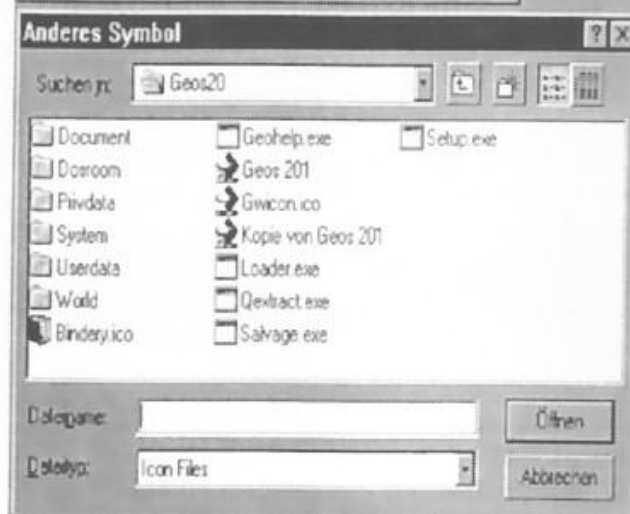 Anderes Symbol
Suchen in: Geos20
Document
Dosroom
Privdata
System
Userdata
World
Bindery.ico
Geohelp.exe
Geos 201
Gwicon.ico
Kopie von Geos 201
Loader.exe
Qextract.exe
Salvage.exe
Setup.exe
Dateiname:
Öffnen
Dateityp: Icon Files
Abbrechen